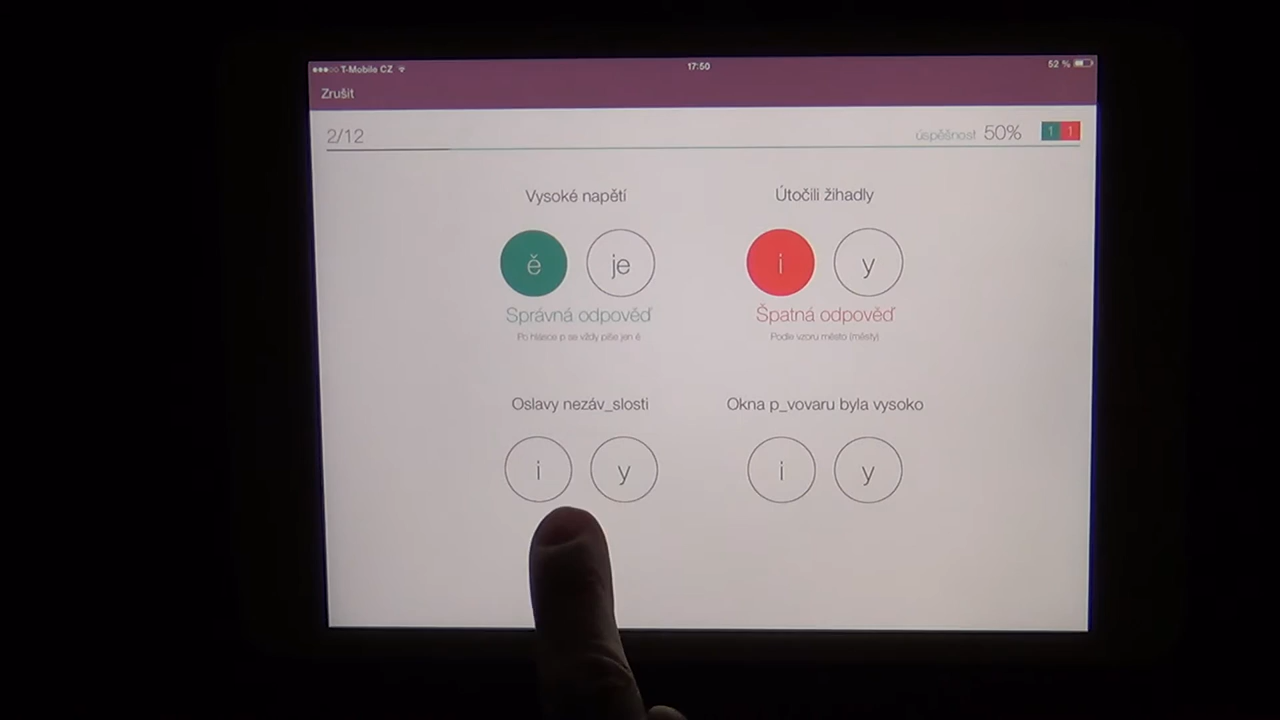 T-Mobile CZ 17:50 52 %
Zrušit
2/12 úspěšnost 50% 1 1
Vysoké napětí Útočili žihadly
ě je i y
Správná odpověď Špatná odpověď
Po hlásce p se vždy píše jen ě Podle vzoru město (městy)
Oslavy nezáv_slosti Okna p_vovaru byla vysoko
i y i y